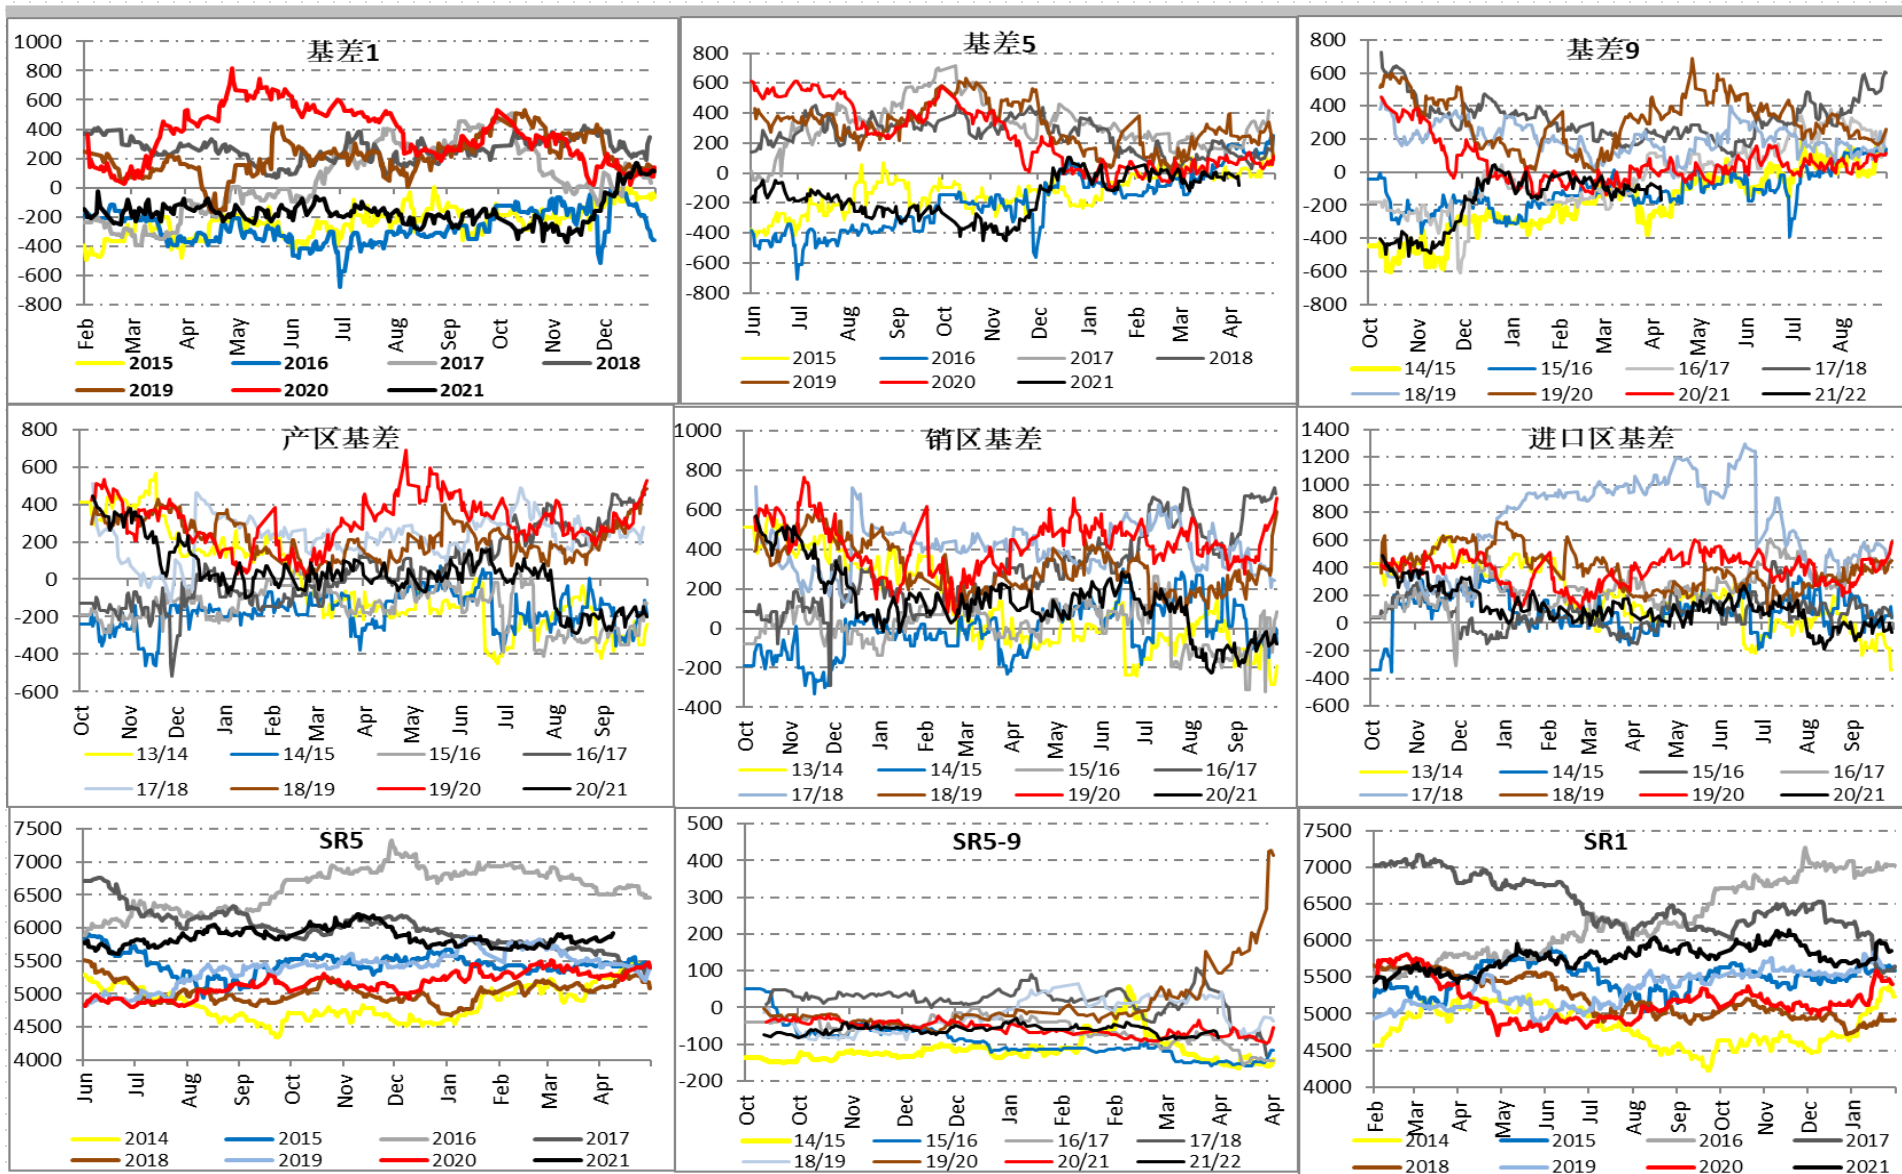 基差1
1000
800
600
400
200
0
-200
-400
-600
-800
Feb Mar Apr May Jun Jul Aug Sep Oct Nov Dec
2015 2016 2017 2018
2019 2020 2021
基差5
800
600
400
200
0
-200
-400
-600
-800
Jun Jul Aug Sep Oct Nov Dec Jan Feb Mar Apr
2015 2016 2017 2018
2019 2020 2021
基差9
800
600
400
200
0
-200
-400
-600
-800
Oct Nov Dec Jan Feb Mar Apr May Jun Jul Aug
14/15 15/16 16/17 17/18
18/19 19/20 20/21 21/22
产区基差
800
600
400
200
0
-200
-400
-600
Oct Nov Dec Jan Feb Mar Apr May Jun Jul Aug Sep
13/14 14/15 15/16 16/17
17/18 18/19 19/20 20/21
销区基差
1000
800
600
400
200
0
-200
-400
Oct Nov Dec Jan Feb Mar Apr May Jun Jul Aug Sep
13/14 14/15 15/16 16/17
17/18 18/19 19/20 20/21
进口区基差
1400
1200
1000
800
600
400
200
0
-200
-400
-600
Oct Nov Dec Jan Feb Mar Apr May Jun Jul Aug Sep
13/14 14/15 15/16 16/17
17/18 18/19 19/20 20/21
SR5
7500
7000
6500
6000
5500
5000
4500
4000
Jun Jul Aug Sep Oct Nov Dec Jan Feb Mar Apr
2014 2015 2016 2017
2018 2019 2020 2021
SR5-9
500
400
300
200
100
0
-100
-200
Oct Oct Nov Dec Dec Jan Feb Feb Mar Apr Apr
14/15 15/16 16/17 17/18
18/19 19/20 20/21 21/22
SR1
7500
7000
6500
6000
5500
5000
4500
4000
Feb Mar Apr May Jun Jul Aug Sep Oct Nov Dec Jan
2014 2015 2016 2017
2018 2019 2020 2021